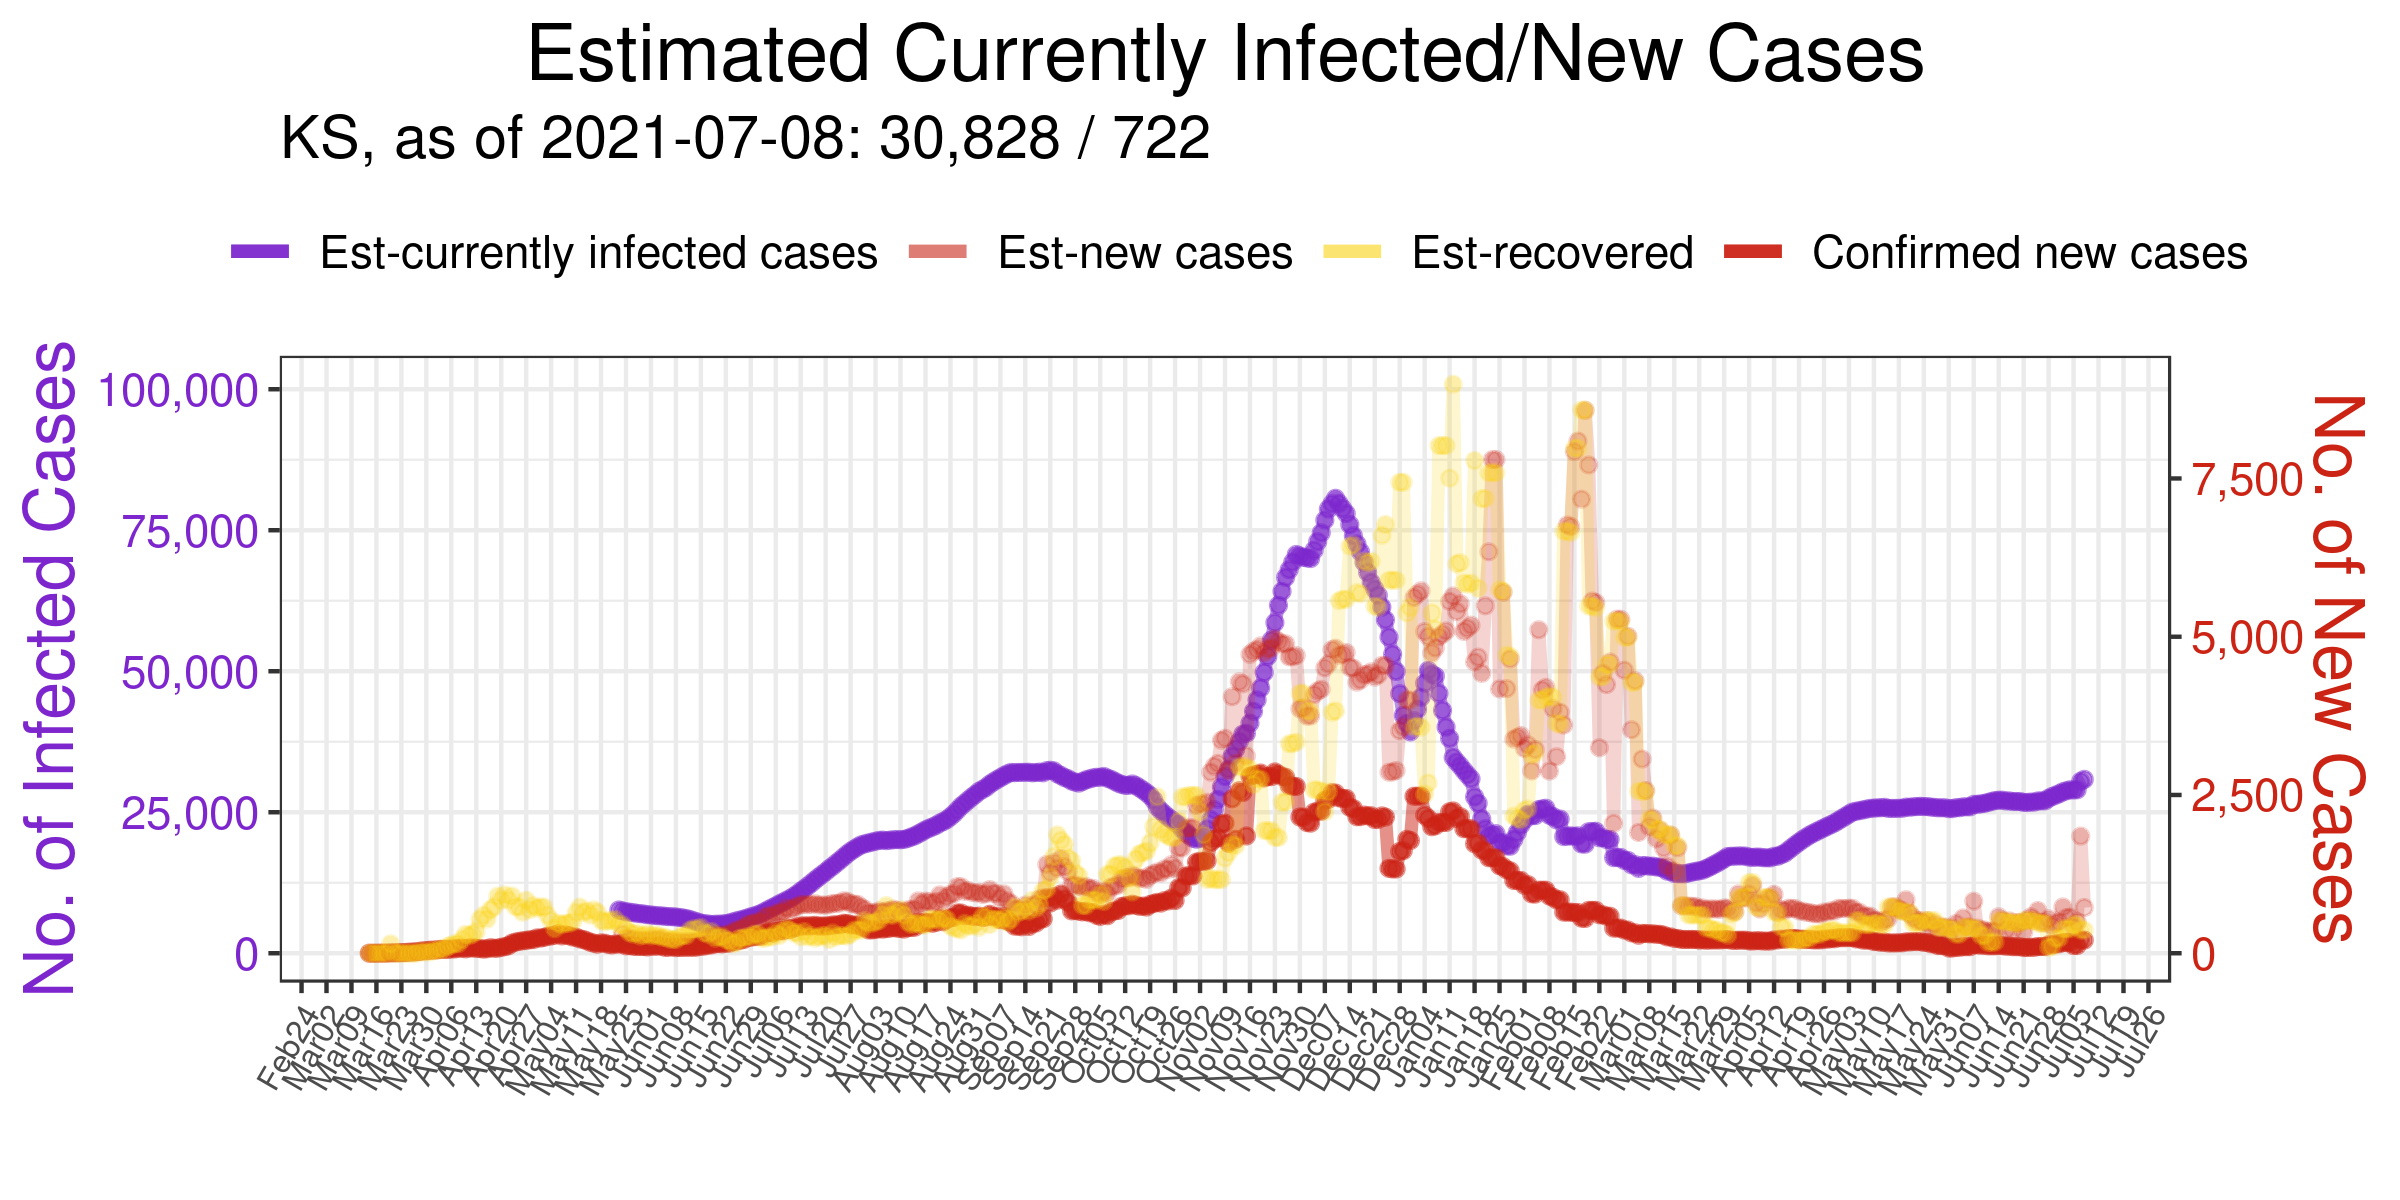 Estimated Currently Infected/New Cases
KS, as of 2021-07-08: 30,828 / 722
Est-currently infected cases Est-new cases Est-recovered Confirmed new cases
No. of Infected Cases
100,000
75,000
50,000
25,000
0
No. of New Cases
7,500
5,000
2,500
0
Feb24 Mar02 Mar09 Mar16 Mar23 Mar30 Apr06 Apr13 Apr20 Apr27 May04 May11 May18 May25 Jun01 Jun08 Jun15 Jun22 Jun29 Jul06 Jul13 Jul20 Jul27 Aug03 Aug10 Aug17 Aug24 Aug31 Sep07 Sep14 Sep21 Sep28 Oct05 Oct12 Oct19 Oct26 Nov02 Nov09 Nov16 Nov23 Nov30 Dec07 Dec14 Dec21 Dec28 Jan04 Jan11 Jan18 Jan25 Feb01 Feb08 Feb15 Feb22 Mar01 Mar08 Mar15 Mar22 Mar29 Apr05 Apr12 Apr19 Apr26 May03 May10 May17 May24 May31 Jun07 Jun14 Jun21 Jun28 Jul05 Jul12 Jul19 Jul26